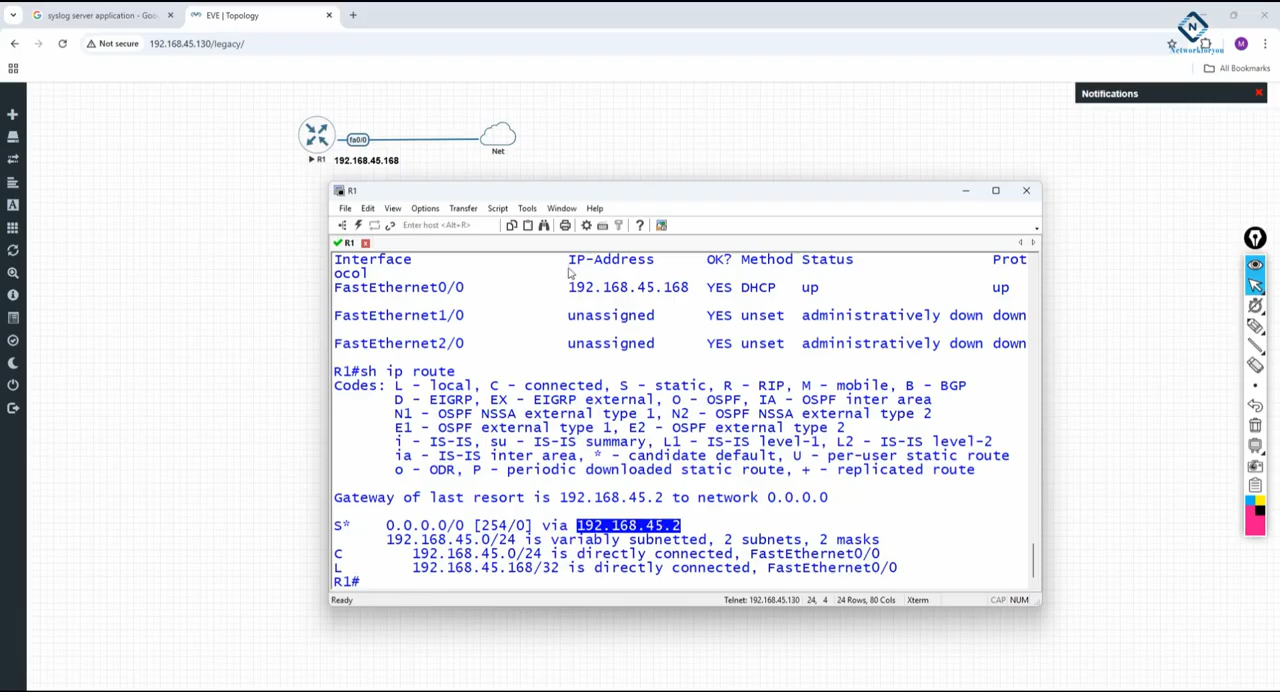 syslog server application - Goo
EVE | Topology
Not secure
192.168.45.130/legacy/
M
N
Networkforyou
All Bookmarks
Notifications
fa0/0
R1
192.168.45.168
Net
R1
File Edit View Options Transfer Script Tools Window Help
Enter host <Alt+R>
R1
Interface IP-Address OK? Method Status Prot
ocol
FastEthernet0/0 192.168.45.168 YES DHCP up up
FastEthernet1/0 unassigned YES unset administratively down down
FastEthernet2/0 unassigned YES unset administratively down down
R1#sh ip route
Codes: L - local, C - connected, S - static, R - RIP, M - mobile, B - BGP
D - EIGRP, EX - EIGRP external, O - OSPF, IA - OSPF inter area
N1 - OSPF NSSA external type 1, N2 - OSPF NSSA external type 2
E1 - OSPF external type 1, E2 - OSPF external type 2
i - IS-IS, su - IS-IS summary, L1 - IS-IS level-1, L2 - IS-IS level-2
ia - IS-IS inter area, * - candidate default, U - per-user static route
o - ODR, P - periodic downloaded static route, + - replicated route
Gateway of last resort is 192.168.45.2 to network 0.0.0.0
S* 0.0.0.0/0 [254/0] via 192.168.45.2
192.168.45.0/24 is variably subnetted, 2 subnets, 2 masks
C 192.168.45.0/24 is directly connected, FastEthernet0/0
L 192.168.45.168/32 is directly connected, FastEthernet0/0
R1#
Ready
Telnet: 192.168.45.130 24, 4 24 Rows, 80 Cols Xterm CAP NUM